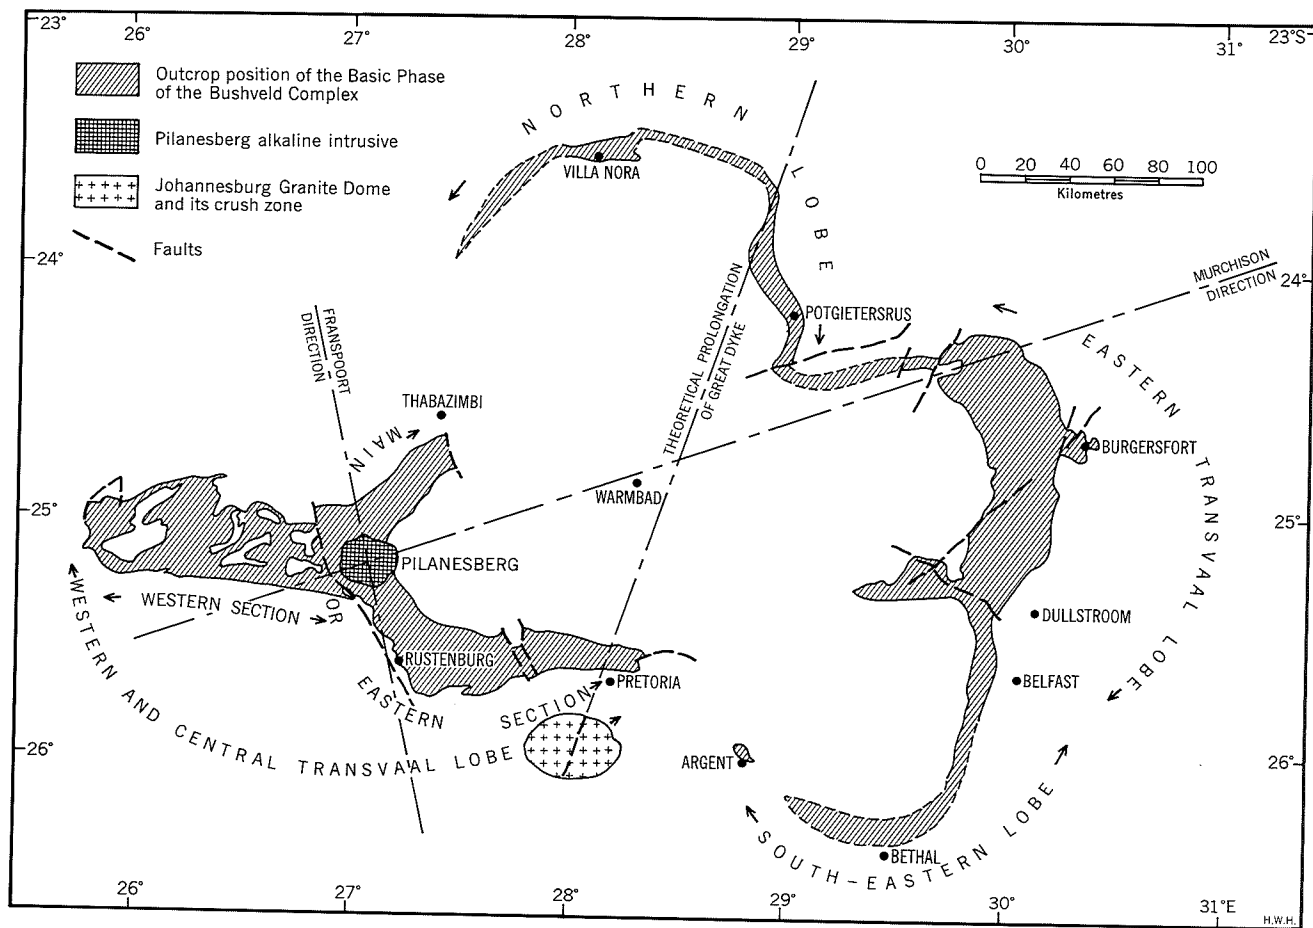 23°
26°
27°
28°
29°
30°
31°
23°S
Outcrop position of the Basic Phase
of the Bushveld Complex
Pilanesberg alkaline intrusive
Johannesburg Granite Dome
and its crush zone
Faults
NORTHERN LOBE
VILLA NORA
0 20 40 60 80 100
Kilometres
24°
24°
MURCHISON
DIRECTION
THEORETICAL PROLONGATION
OF GREAT DYKE
POTGIETERSRUS
FRANSPOORT
DIRECTION
THABAZIMBI
MAIN
EASTERN TRANSVAAL LOBE
BURGERSFORT
WARMBAD
25°
25°
PILANESBERG
WESTERN SECTION
OR
DULLSTROOM
RUSTENBURG
EASTERN SECTION
PRETORIA
BELFAST
WESTERN AND CENTRAL TRANSVAAL LOBE
26°
26°
ARGENT
SOUTH-EASTERN LOBE
BETHAL
26°
27°
28°
29°
30°
31°E
H.W.H.